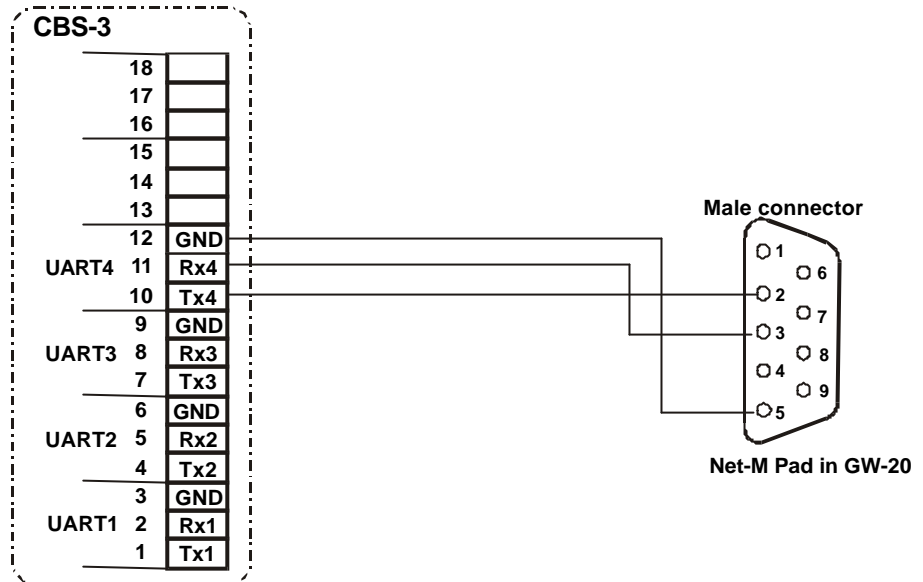 CBS-3
18
17
16
15
14
13
12 GND
UART4 11 Rx4
10 Tx4
9 GND
UART3 8 Rx3
7 Tx3
6 GND
UART2 5 Rx2
4 Tx2
3 GND
UART1 2 Rx1
1 Tx1
Male connector
1
6
2
7
3
8
4
9
5
Net-M Pad in GW-20